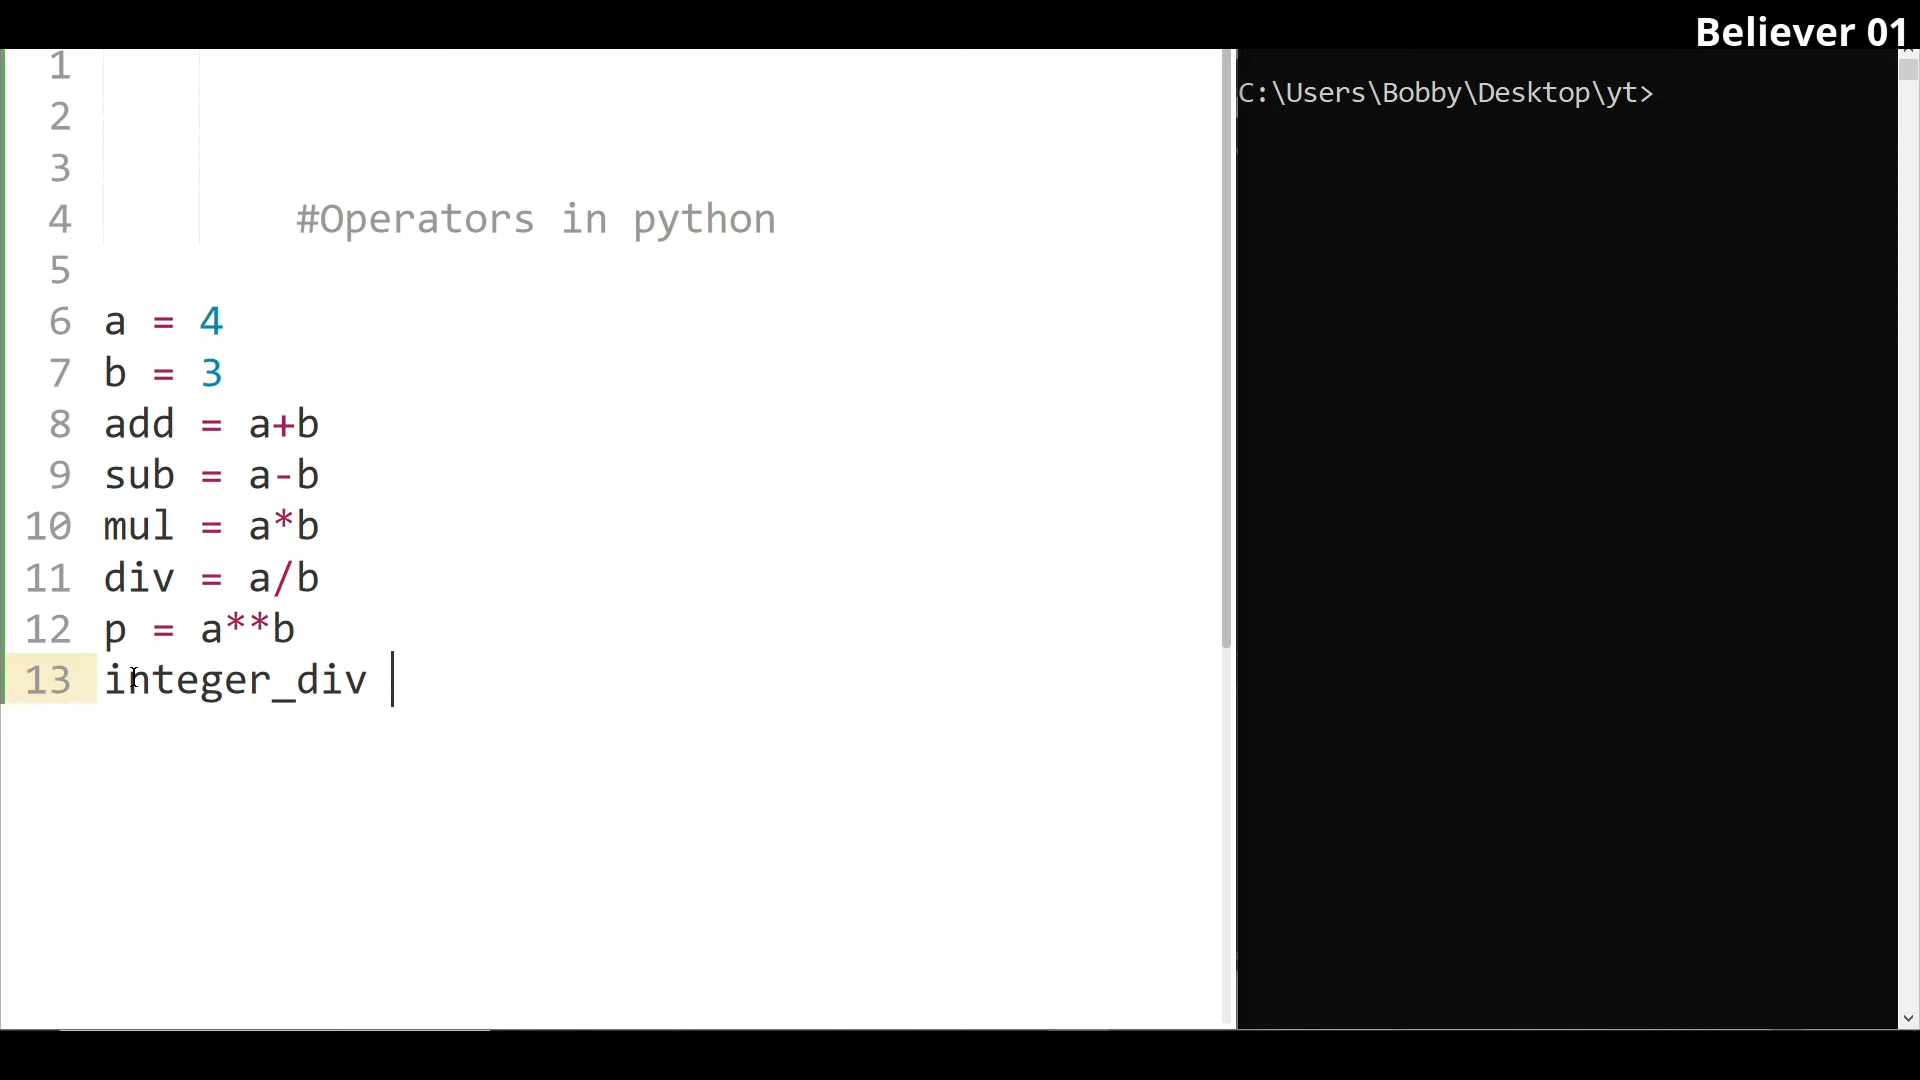 Believer 01
1
2
3
4 #Operators in python
5
6 a = 4
7 b = 3
8 add = a+b
9 sub = a-b
10 mul = a*b
11 div = a/b
12 p = a**b
13 integer_div
C:\Users\Bobby\Desktop\yt>